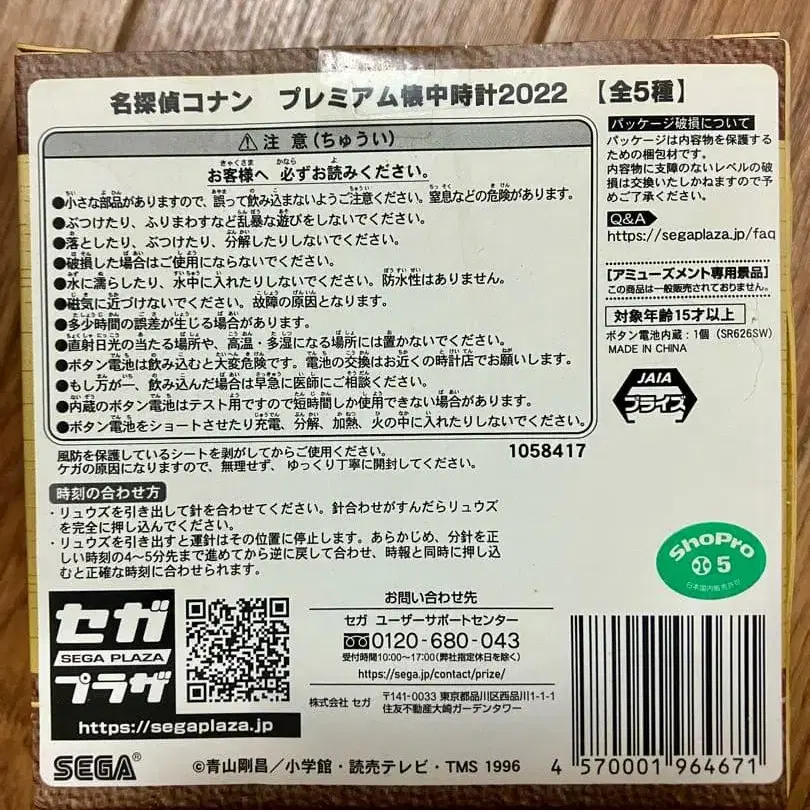 名探偵コナン プレミアム懐中時計2022 【全5種】
⚠注意(ちゅうい)
お客様へ 必ずお読みください。
●小さな部品がありますので、誤って飲み込まないようご注意ください。窒息などの危険があります。
●ぶつけたり、ふりまわすなど乱暴な遊びをしないでください。
●落としたり、ぶつけたり、分解したりしないでください。
●破損した場合はご使用にならないでください。
●水に濡らしたり、水中に入れたりしないでください。防水性はありません。
●磁気に近づけないでください。故障の原因となります。
●多少時間の誤差が生じる場合があります。
●直射日光の当たる場所や、高温・多湿になる場所には置かないでください。
●ボタン電池は飲み込むと大変危険です。電池の交換はお近くの時計店でお願いします。
●もし万が一、飲み込んだ場合は早急に医師にご相談ください。
●内蔵のボタン電池はテスト用ですので短時間しか使用できない場合があります。
●ボタン電池をショートさせたり充電、分解、加熱、火の中に入れたりしないでください。
風防を保護しているシートを剥がしてからご使用ください。
ケガの原因になりますので、無理せず、ゆっくり丁寧に開封してください。
1058417
時刻の合わせ方
・リュウズを引き出して針を合わせてください。針合わせがすんだらリュウズ
を完全に押し込んでください。
・リュウズを引き出すと運針はその位置に停止します。あらかじめ、分針を正
しい時刻の4〜5分先まで進めてから逆に戻して合わせ、時報と同時に押し込
むと正確な時刻に合わせられます。
パッケージ破損について
パッケージは内容物を保護する
ための梱包材です。
内容物に支障のないレベルの破損
は交換いたしかねますので予め
ご了承ください。
Q&A
https://segaplaza.jp/faq
【アミューズメント専用景品】
この商品は一般販売されておりません。
対象年齢15才以上
ボタン電池内蔵:1個(SR626SW)
MADE IN CHINA
JAIA
プライズ
ShoPro
5
日本国内販売許可
セガ
SEGA PLAZA
プラザ
https://segaplaza.jp
お問い合わせ先
セガ ユーザーサポートセンター
0120-680-043
受付時間10:00〜17:00(弊社指定休日を除く)
https://sega.jp/contact/prize/
株式会社 セガ 〒141-0033 東京都品川区西品川1-1-1
住友不動産大崎ガーデンタワー
SEGA®
©青山剛昌/小学館・読売テレビ・TMS 1996
4 570001 964671